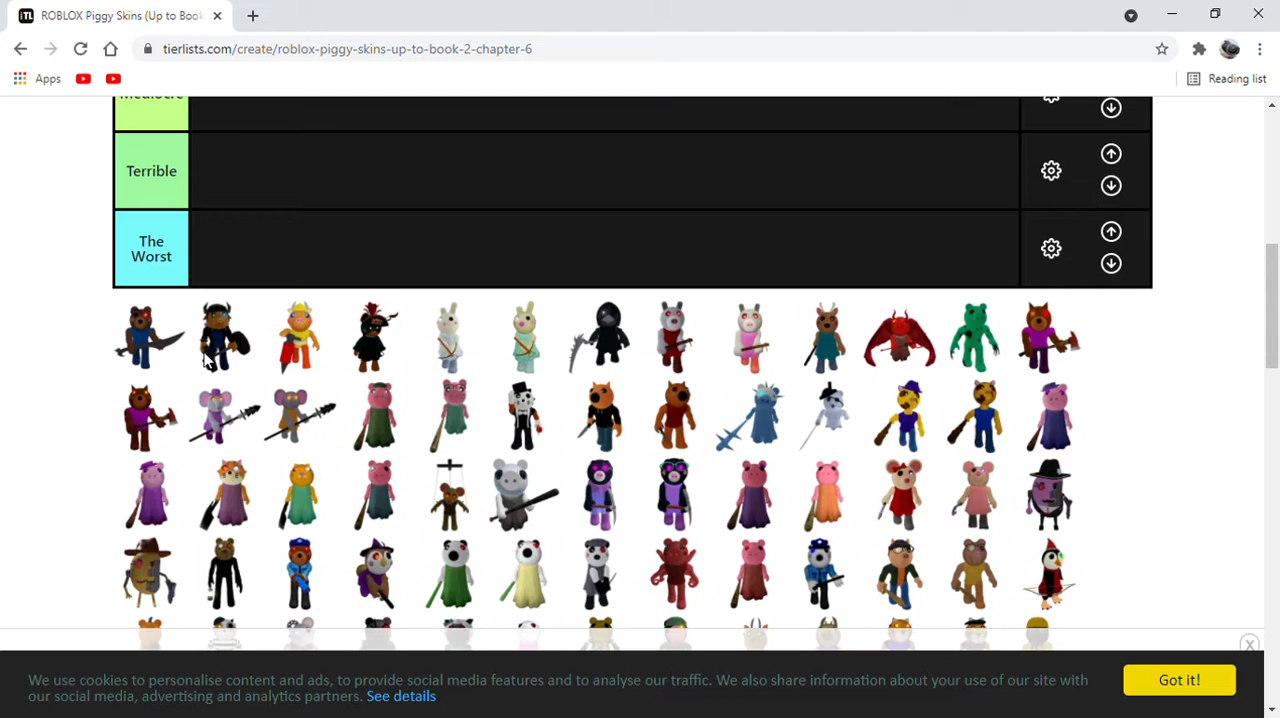 iTL ROBLOX Piggy Skins (Up to Book
tierlists.com/create/roblox-piggy-skins-up-to-book-2-chapter-6
Apps
Reading list
Mediocre
Terrible
The
Worst
We use cookies to personalise content and ads, to provide social media features and to analyse our traffic. We also share information about your use of our site with
our social media, advertising and analytics partners. See details
Got it!